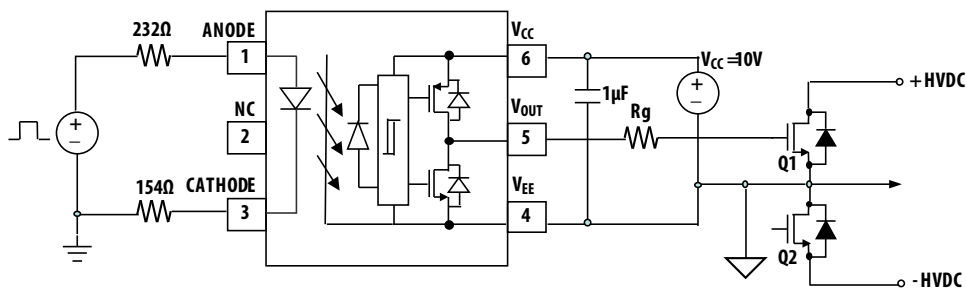 232Ω
ANODE
1
NC
2
154Ω
CATHODE
3
+
−
VCC
6
VOUT
5
VEE
4
1µF
Rg
+
−
VCC=10V
+HVDC
Q1
Q2
-HVDC